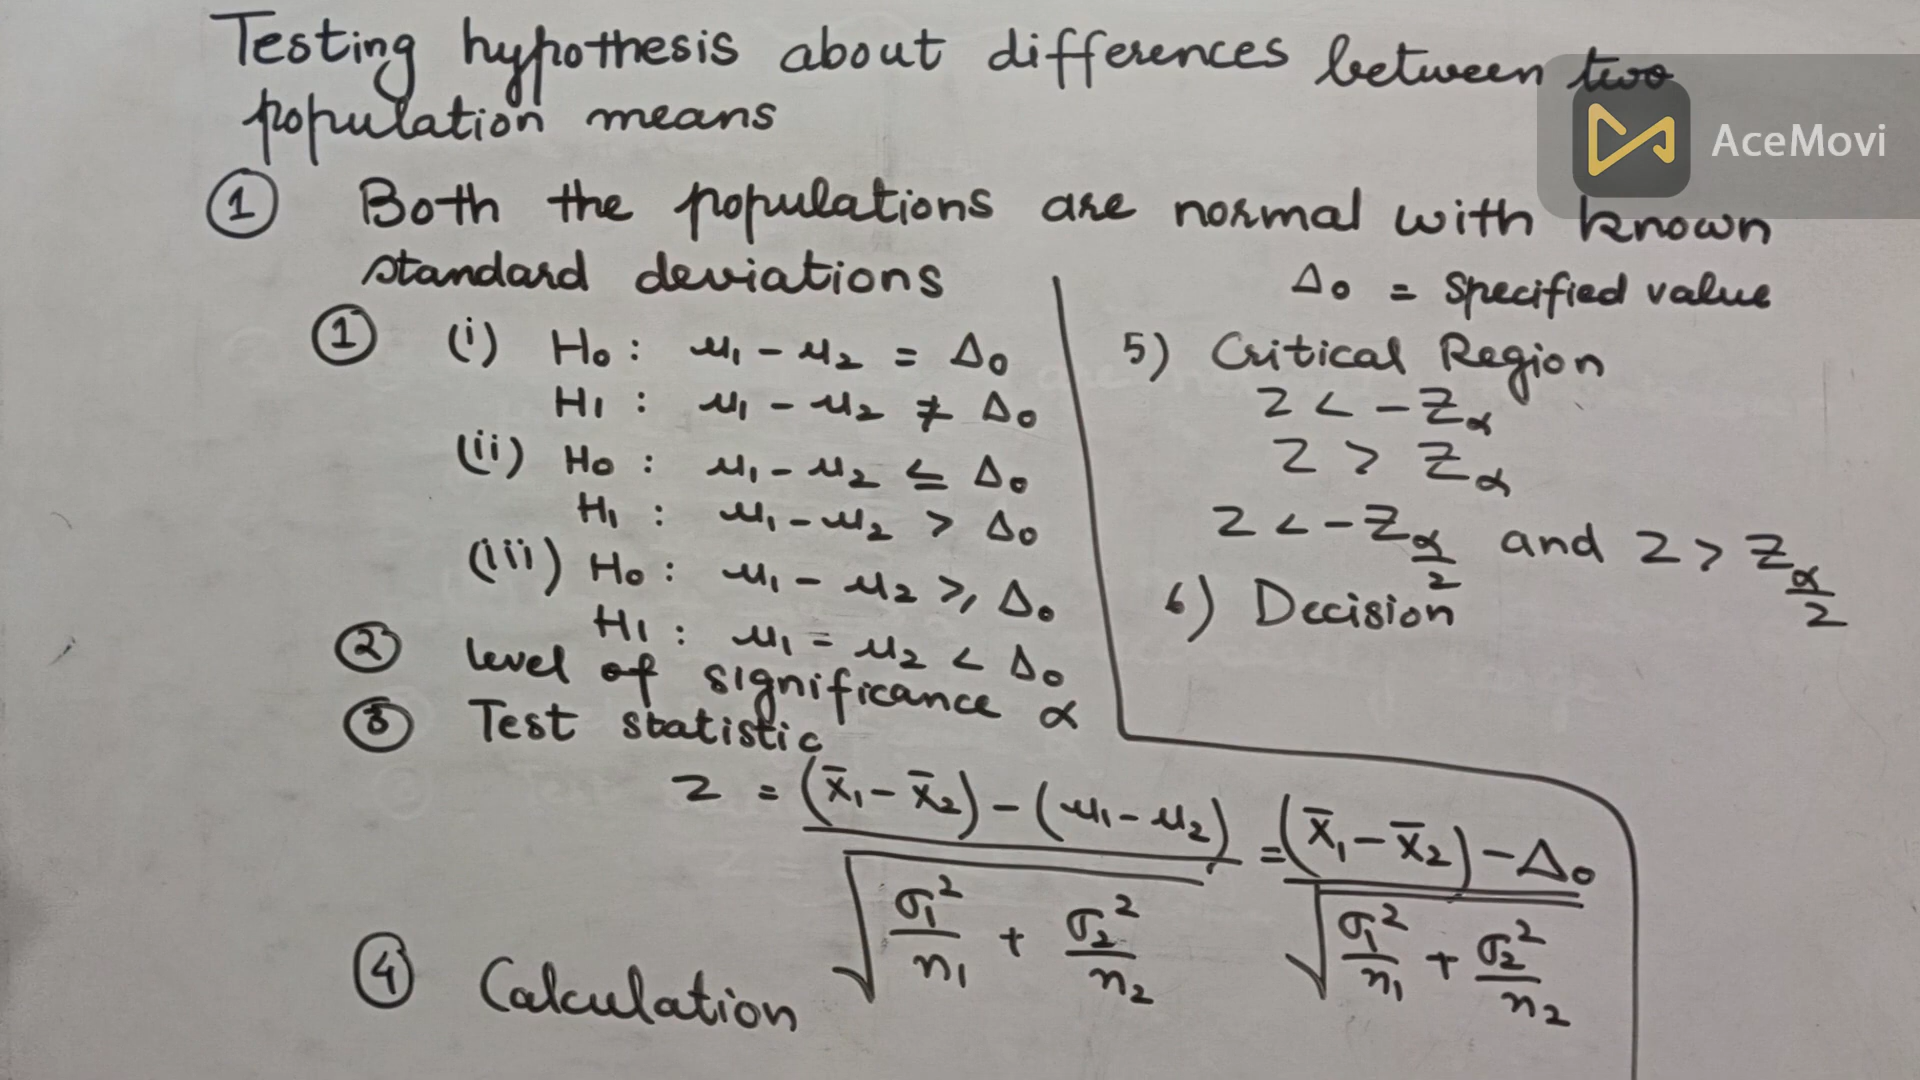 Testing hypothesis about differences between two
population means
AceMovi
① Both the populations are normal with known
standard deviations
① (i) H₀ : μ₁ - μ₂ = Δ₀
H₁ : μ₁ - μ₂ ≠ Δ₀
(ii) H₀ : μ₁ - μ₂ ≤ Δ₀
H₁ : μ₁ - μ₂ > Δ₀
(iii) H₀ : μ₁ - μ₂ ≥ Δ₀
H₁ : μ₁ - μ₂ < Δ₀
② level of significance α
③ Test statistic
Z = (x̄₁ - x̄₂) - (μ₁ - μ₂) / √(σ₁²/n₁ + σ₂²/n₂) = (x̄₁ - x̄₂) - Δ₀ / √(σ₁²/n₁ + σ₂²/n₂)
④ Calculation
Δ₀ = Specified value
5) Critical Region
Z < - Zα
Z > Zα
Z < - Zα/2 and Z > Zα/2
6) Decision